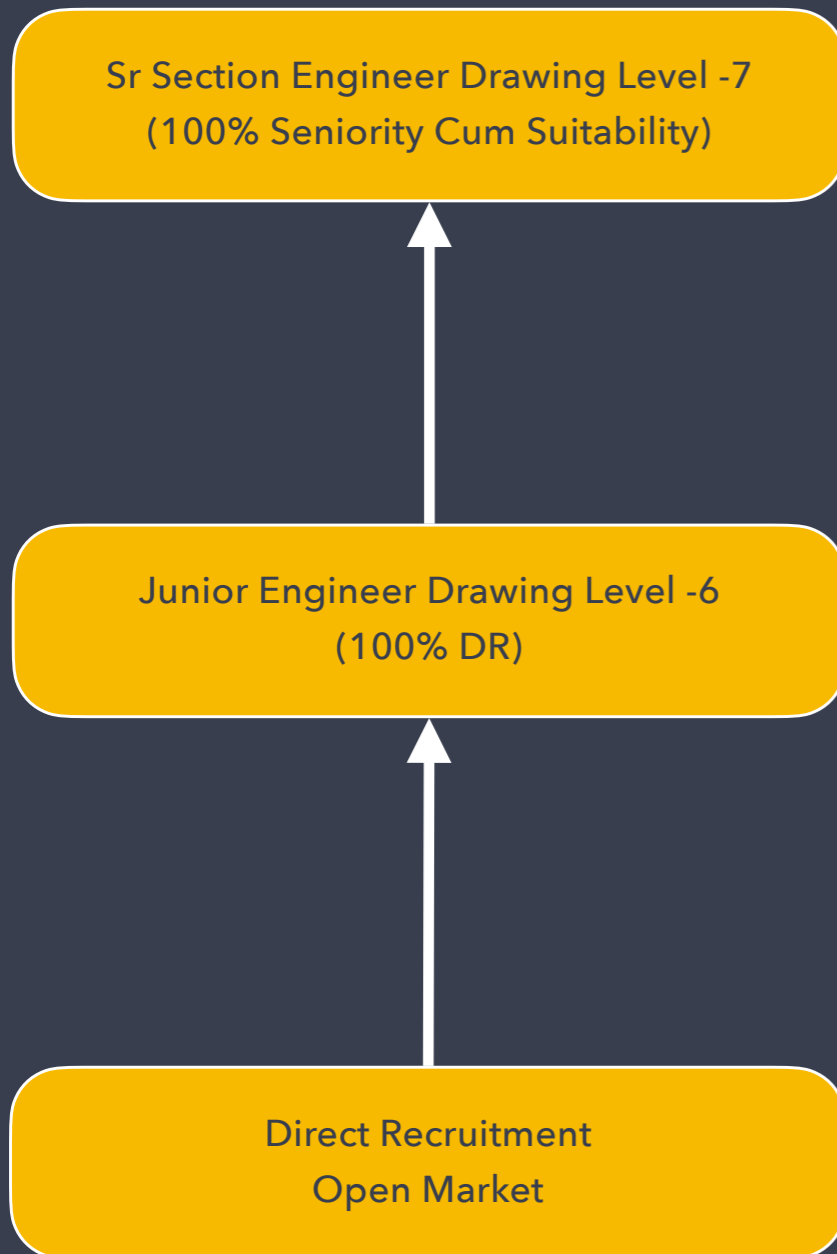 Sr Section Engineer Drawing Level -7
(100% Seniority Cum Suitability)
Junior Engineer Drawing Level -6
(100% DR)
Direct Recruitment
Open Market